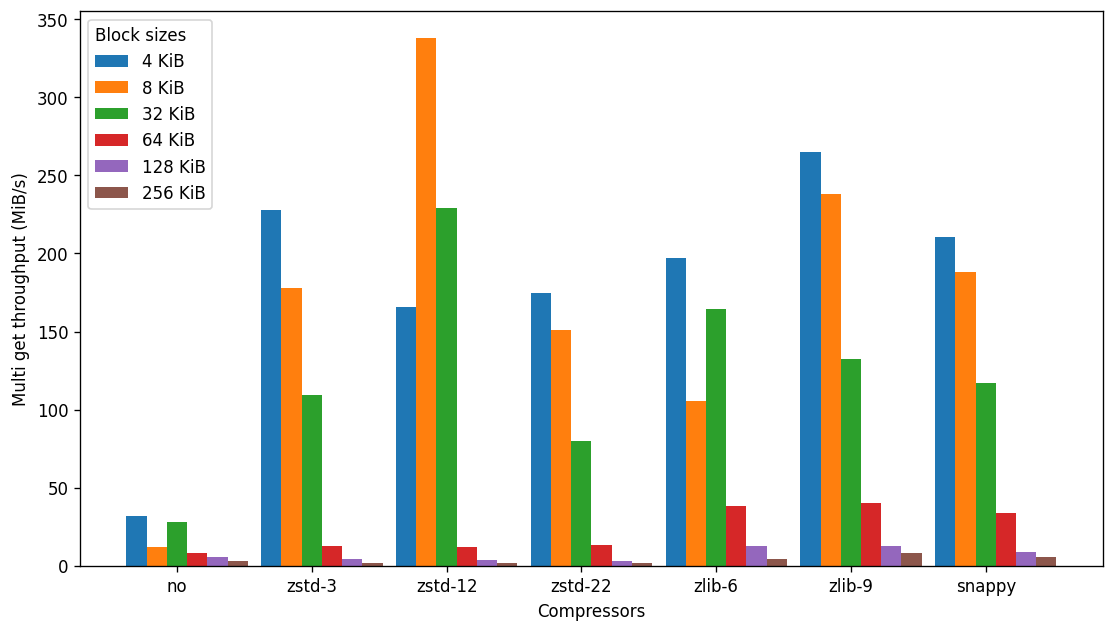 Block sizes
4 KiB
8 KiB
32 KiB
64 KiB
128 KiB
256 KiB
Multi get throughput (MiB/s)
350
300
250
200
150
100
50
0
no zstd-3 zstd-12 zstd-22 zlib-6 zlib-9 snappy
Compressors